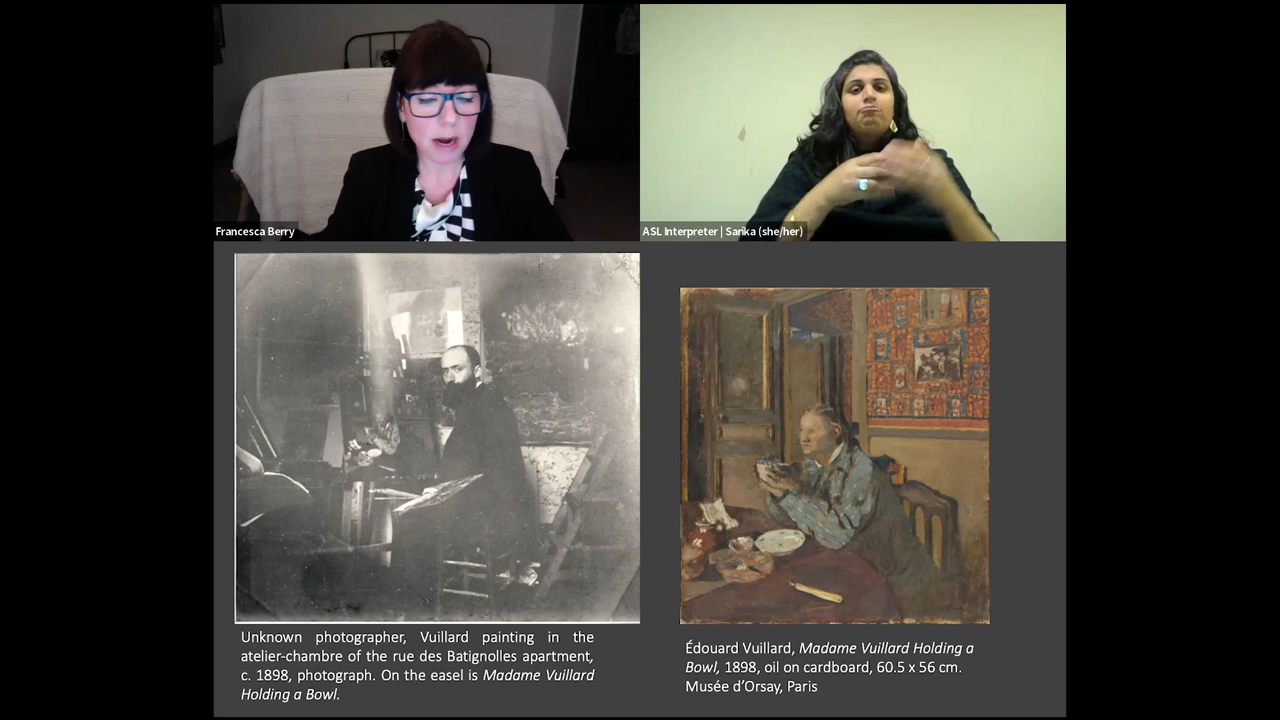 Francesca Berry
ASL Interpreter | Sarika (she/her)
Unknown photographer, Vuillard painting in the
atelier-chambre of the rue des Batignolles apartment,
c. 1898, photograph. On the easel is Madame Vuillard
Holding a Bowl.
Édouard Vuillard, Madame Vuillard Holding a
Bowl, 1898, oil on cardboard, 60.5 x 56 cm.
Musée d'Orsay, Paris